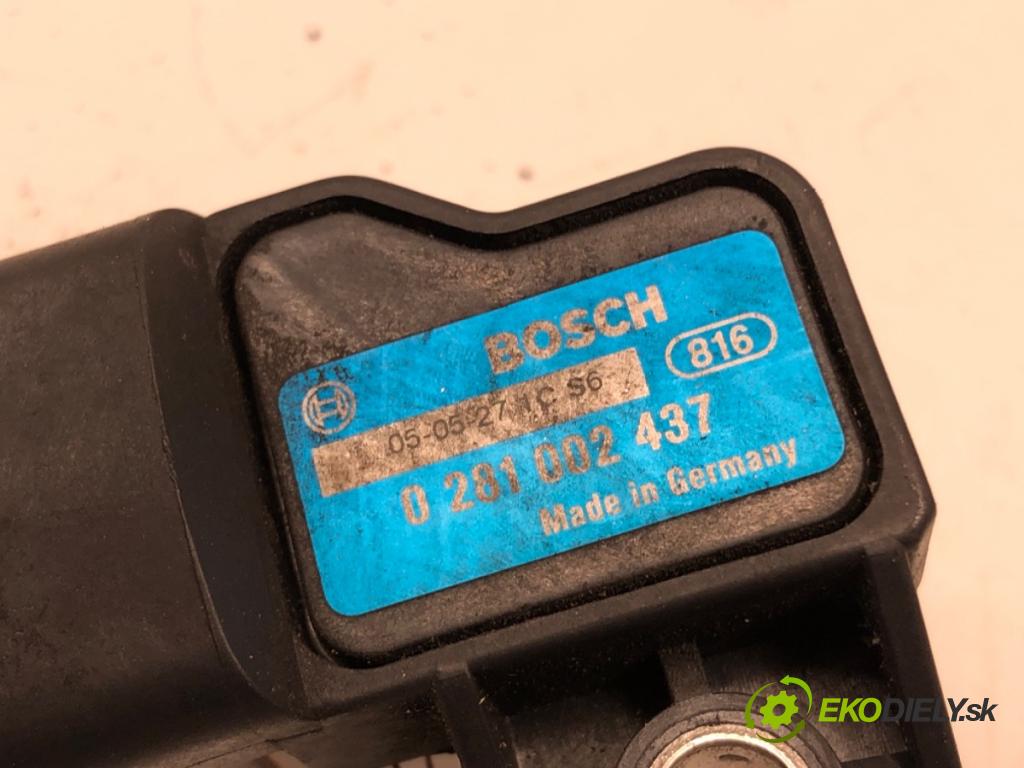 BOSCH
816
05-05-27 1C S6
0 281 002 437
Made in Germany
EKODIELY.sk